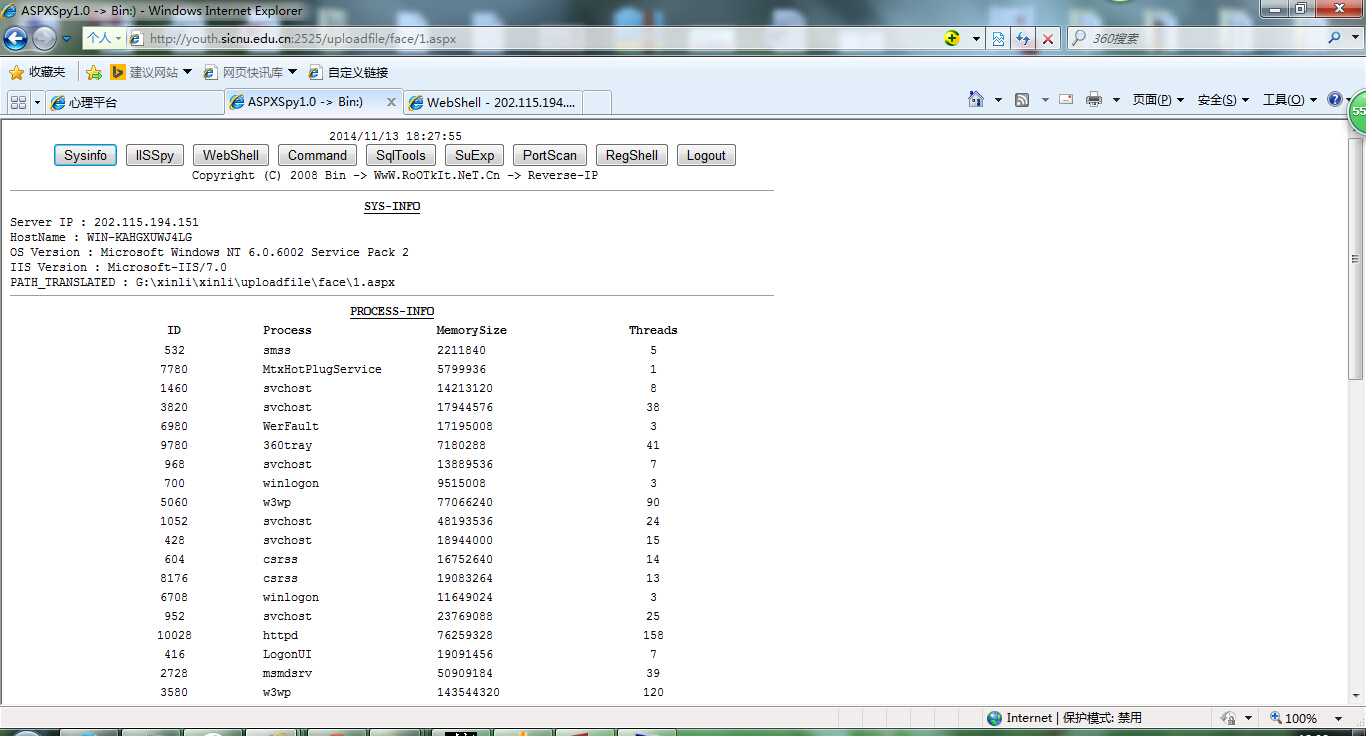 ASPXSpy1.0 -> Bin:) - Windows Internet Explorer
个人 http://youth.sicnu.edu.cn:2525/uploadfile/face/1.aspx 360搜索
收藏夹 建议网站 网页快讯库 自定义链接
心理平台 ASPXSpy1.0 -> Bin:) x WebShell - 202.115.194.... 页面(P) 安全(S) 工具(O) 55
2014/11/13 18:27:55
Sysinfo IISSpy WebShell Command SqlTools SuExp PortScan RegShell Logout
Copyright (C) 2008 Bin -> WwW.RoOTkIt.NeT.Cn -> Reverse-IP
SYS-INFO
Server IP : 202.115.194.151
HostName : WIN-KAHGXUWJ4LG
OS Version : Microsoft Windows NT 6.0.6002 Service Pack 2
IIS Version : Microsoft-IIS/7.0
PATH_TRANSLATED : G:\xinli\xinli\uploadfile\face\1.aspx
PROCESS-INFO
ID Process MemorySize Threads
532 smss 2211840 5
7780 MtxHotPlugService 5799936 1
1460 svchost 14213120 8
3820 svchost 17944576 38
6980 WerFault 17195008 3
9780 360tray 7180288 41
968 svchost 13889536 7
700 winlogon 9515008 3
5060 w3wp 77066240 90
1052 svchost 48193536 24
428 svchost 18944000 15
604 csrss 16752640 14
8176 csrss 19083264 13
6708 winlogon 11649024 3
952 svchost 23769088 25
10028 httpd 76259328 158
416 LogonUI 19091456 7
2728 msmdsrv 50909184 39
3580 w3wp 143544320 120
Internet | 保护模式: 禁用 100%